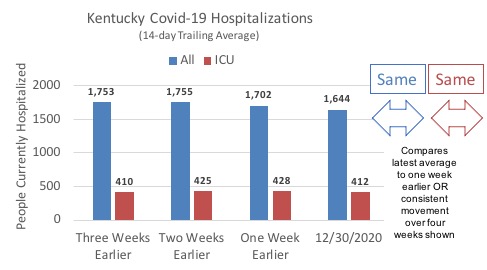 Kentucky Covid-19 Hospitalizations
(14-day Trailing Average)
All ICU
People Currently Hospitalized
2000
1500
1000
500
0
1,753
410
1,755
425
1,702
428
1,644
412
Three Weeks
Earlier
Two Weeks
Earlier
One Week
Earlier
12/30/2020
Same
Same
Compares
latest average
to one week
earlier OR
consistent
movement
over four
weeks shown